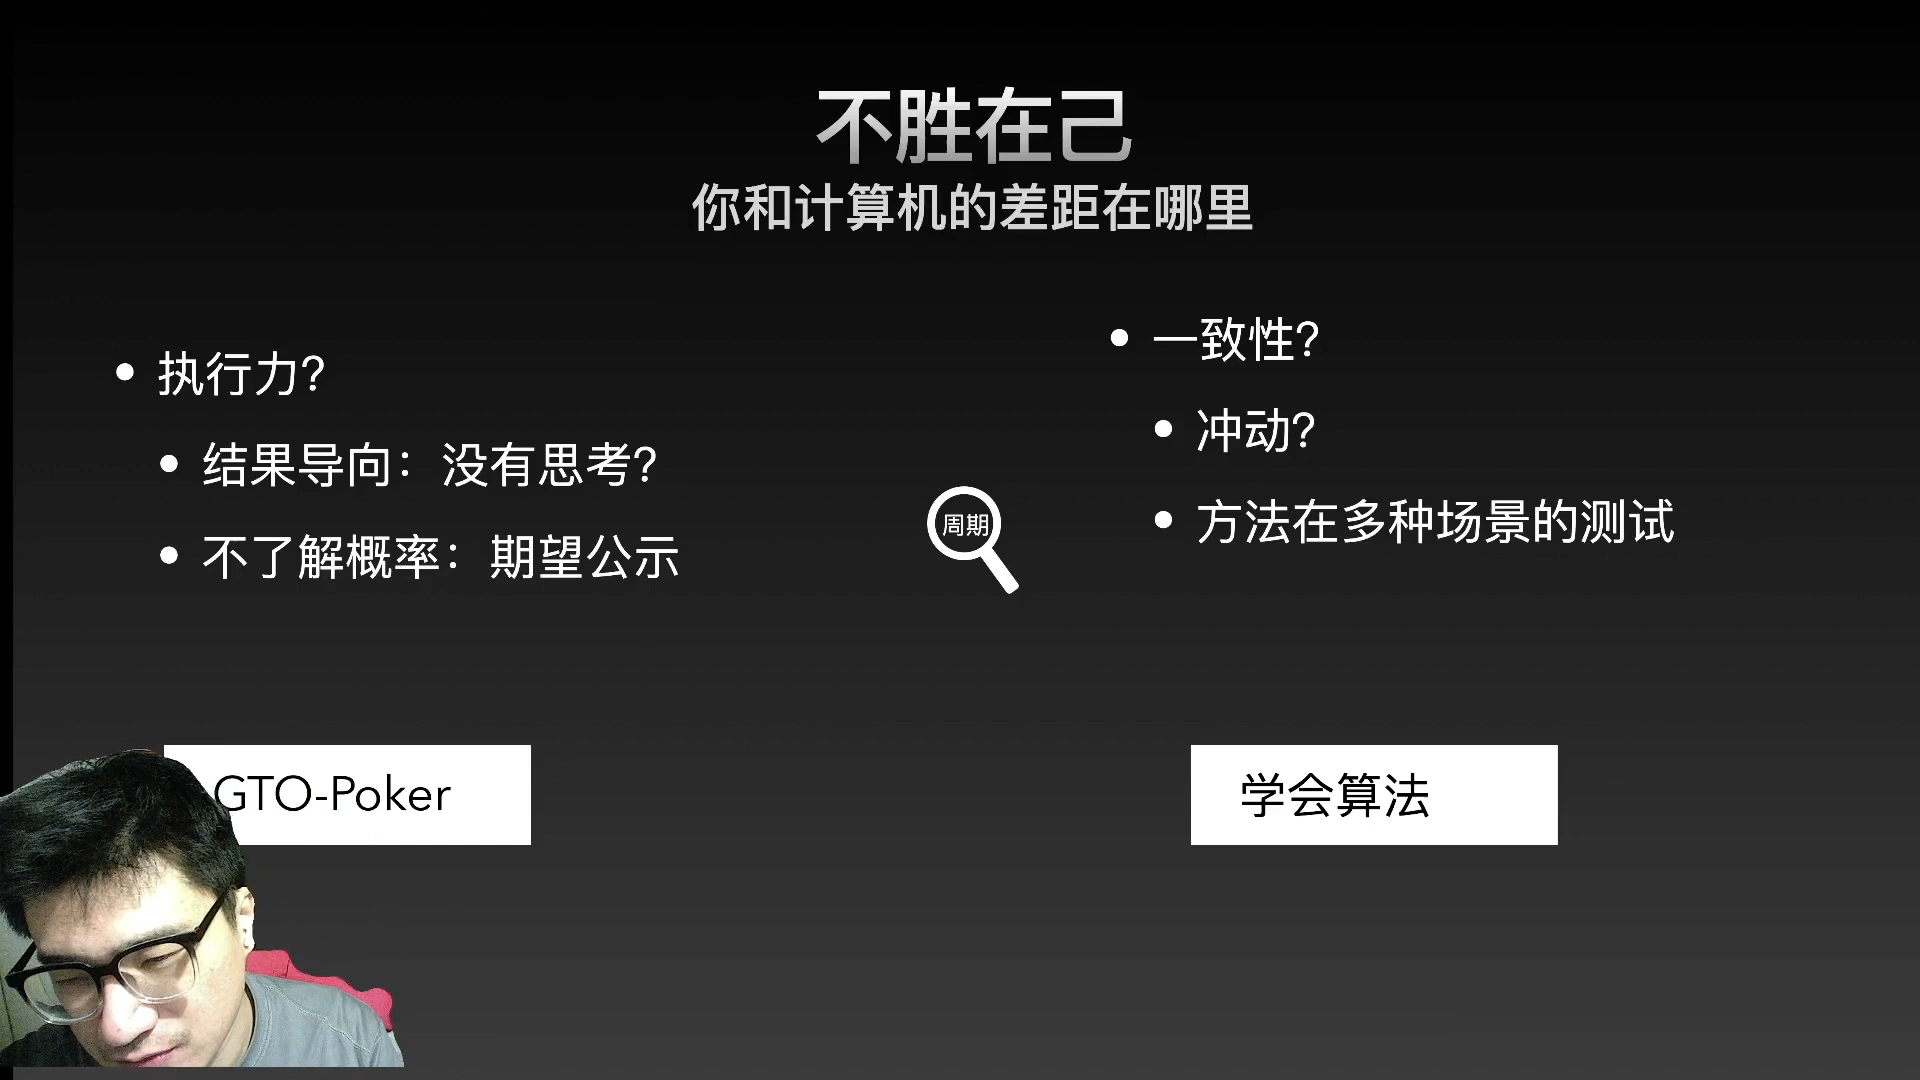 不胜在己
你和计算机的差距在哪里
执行力?
结果导向：没有思考?
不了解概率：期望公示
周期
一致性?
冲动?
方法在多种场景的测试
GTO-Poker
学会算法